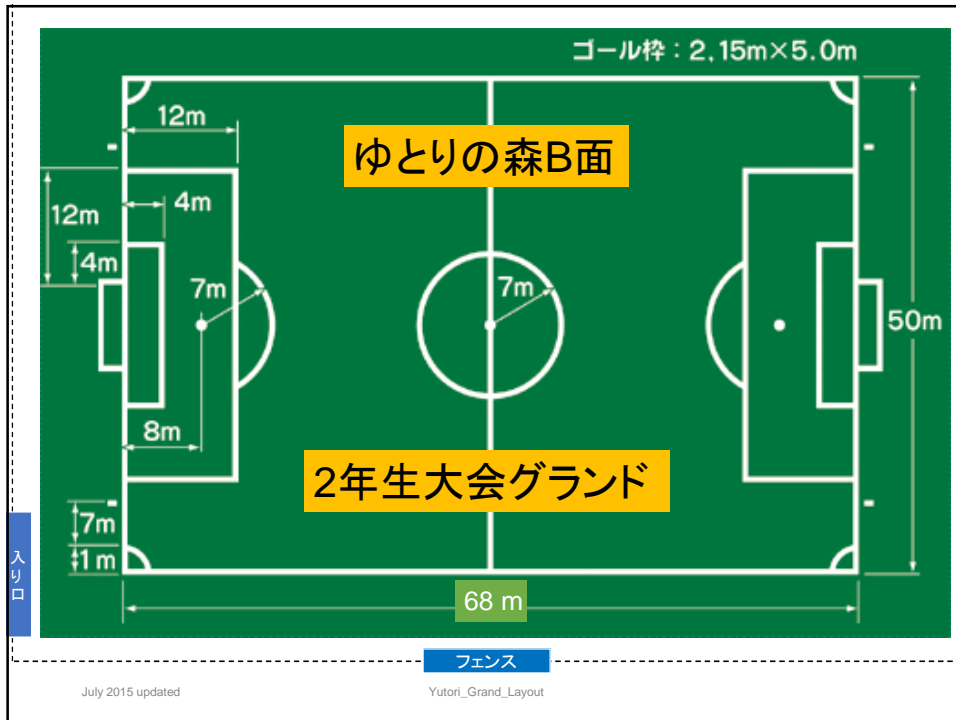 ゴール枠：2,15m×5.0m
12m
ゆとりの森B面
4m
12m
4m
7m
7m
50m
8m
2年生大会グランド
7m
1m
入り口
68 m
フェンス
July 2015 updated
Yutori_Grand_Layout